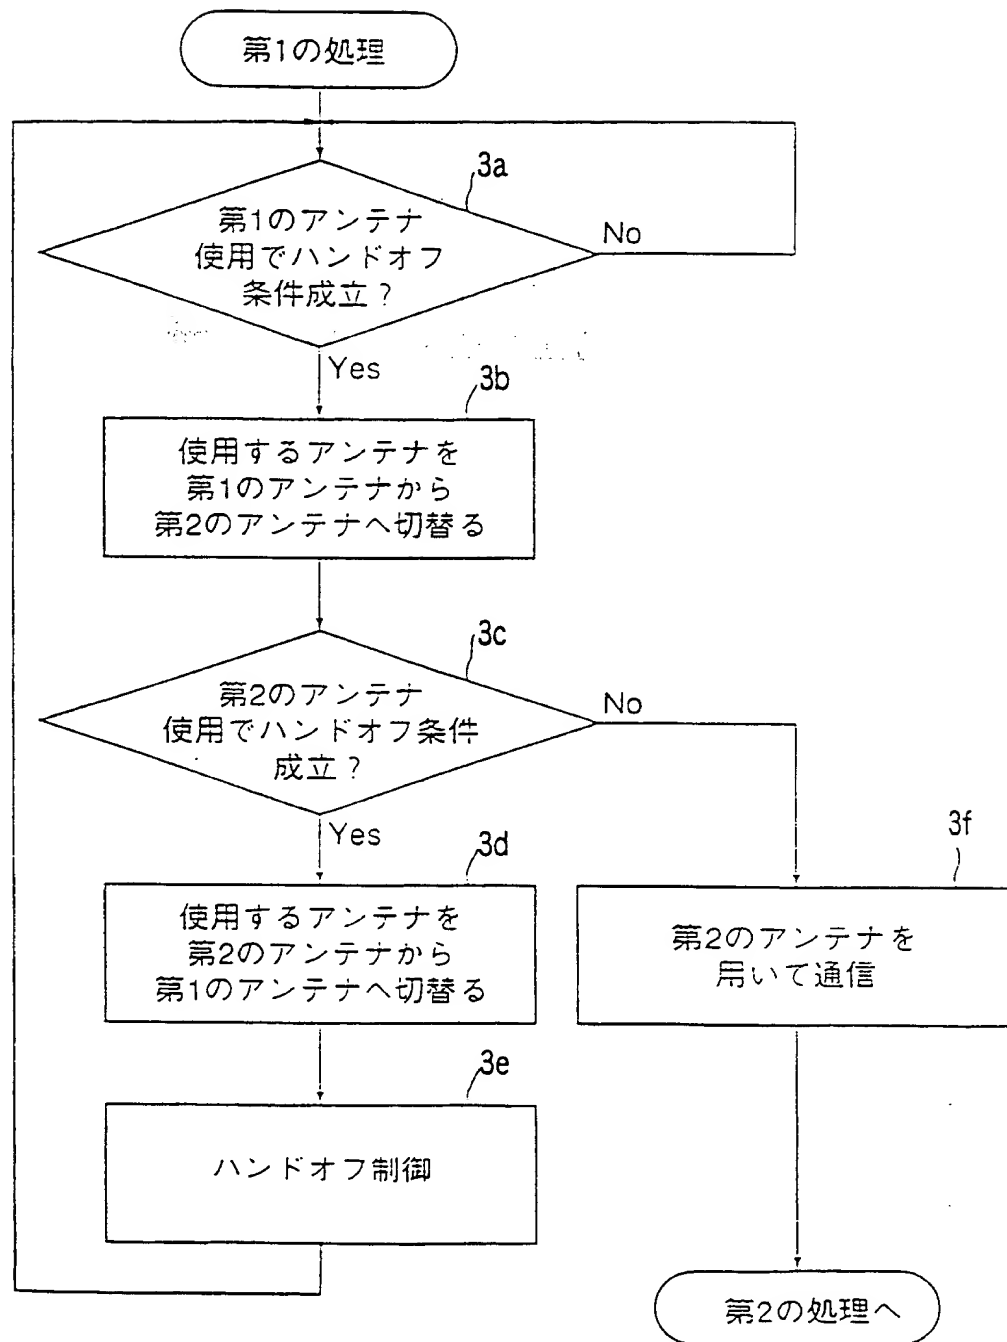 第1の処理
3a
第1のアンテナ
使用でハンドオフ
条件成立?
No
Yes
3b
使用するアンテナを
第1のアンテナから
第2のアンテナへ切替る
3c
第2のアンテナ
使用でハンドオフ条件
成立?
No
Yes
3d
使用するアンテナを
第2のアンテナから
第1のアンテナへ切替る
3f
第2のアンテナを
用いて通信
3e
ハンドオフ制御
第2の処理へ